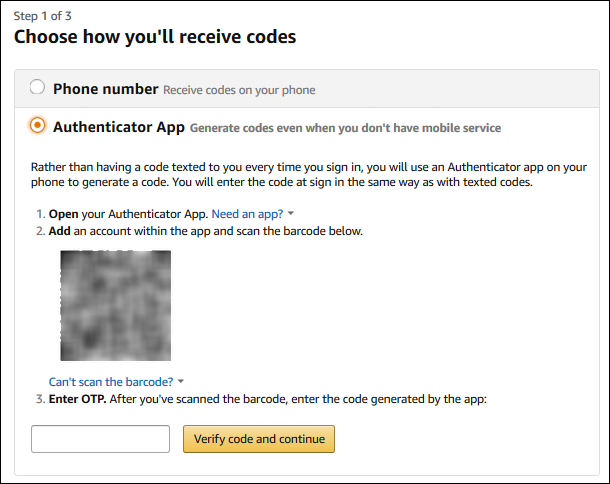 Step 1 of 3
Choose how you'll receive codes
Phone number Receive codes on your phone
Authenticator App Generate codes even when you don't have mobile service
Rather than having a code texted to you every time you sign in, you will use an Authenticator app on your
phone to generate a code. You will enter the code at sign in the same way as with texted codes.
1. Open your Authenticator App. Need an app?
2. Add an account within the app and scan the barcode below.
Can't scan the barcode?
3. Enter OTP. After you've scanned the barcode, enter the code generated by the app:
Verify code and continue